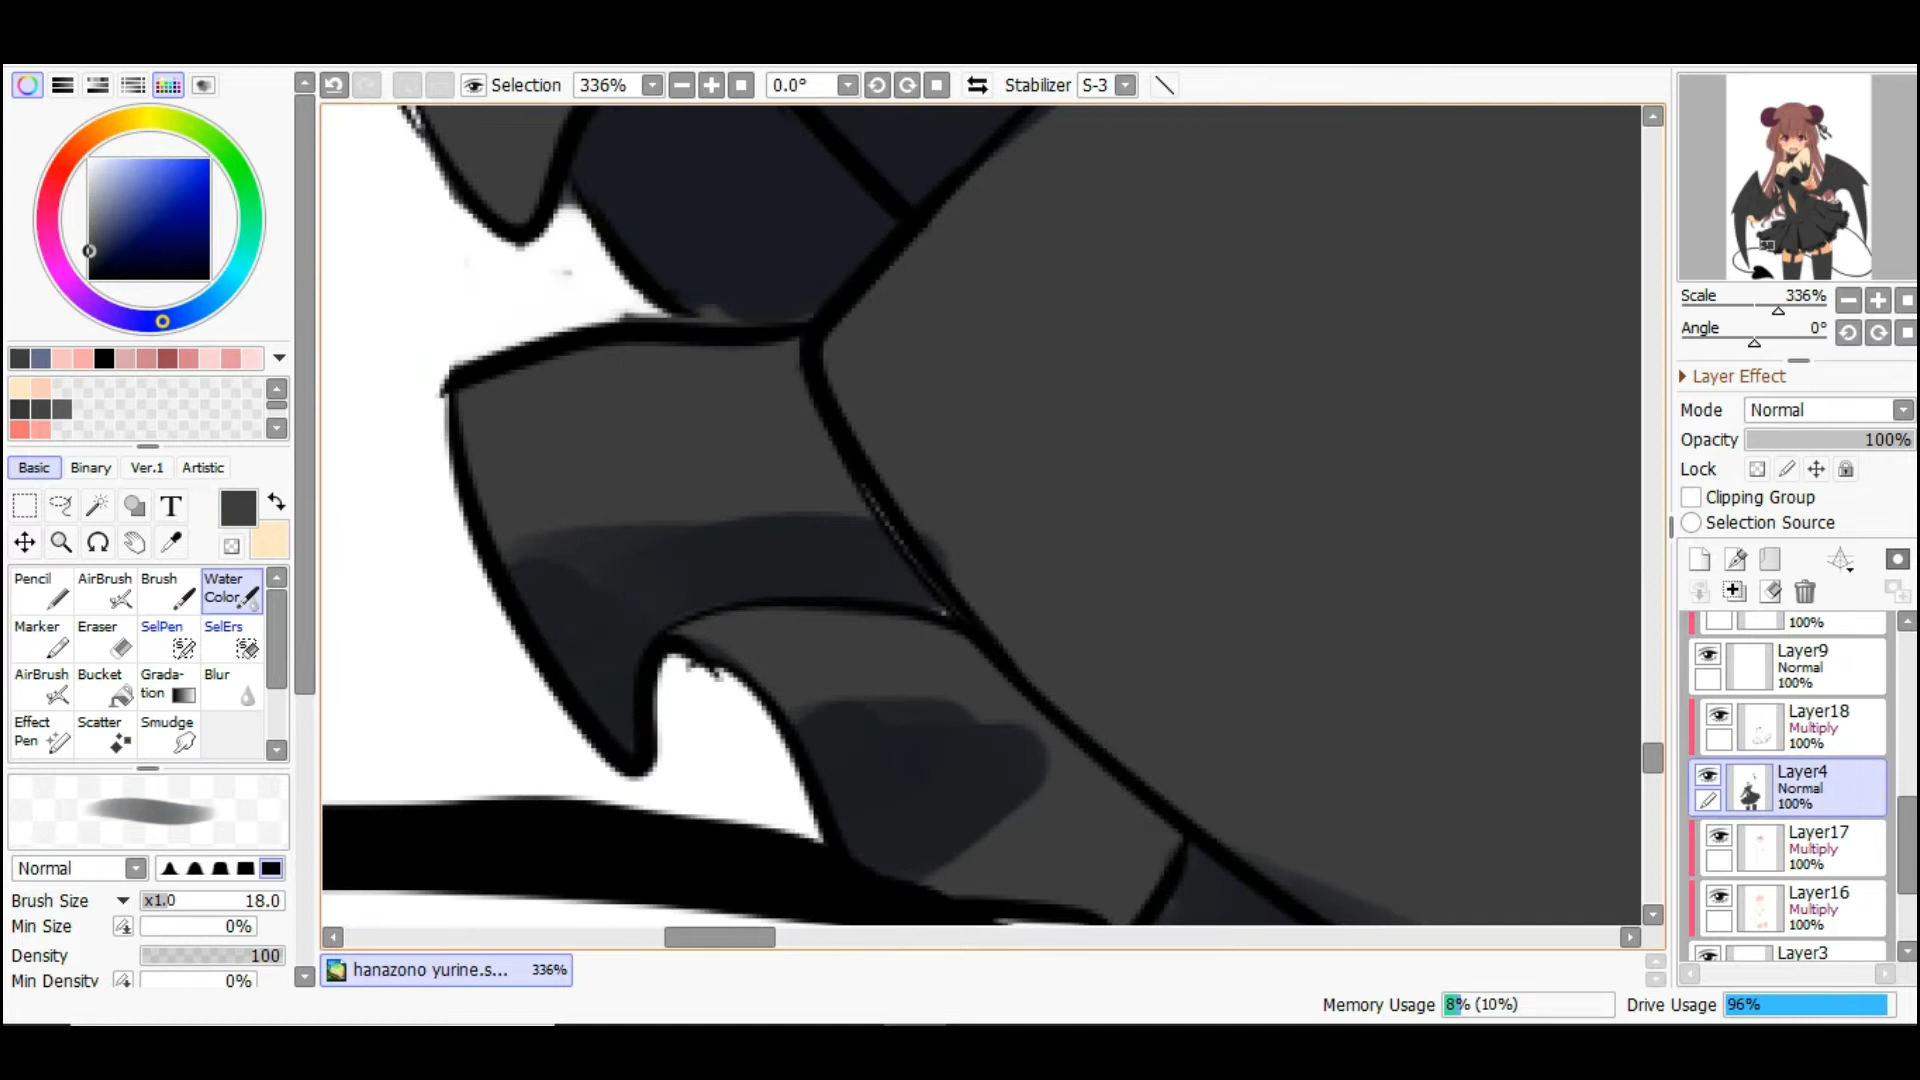 Selection 336% 0.0° Stabilizer S-3
Scale 336%
Angle 0°
Layer Effect
Mode Normal
Opacity 100%
Lock
Clipping Group
Selection Source
Basic Binary Ver.1 Artistic
T
Pencil AirBrush Brush Water Color
Marker Eraser SelPen SelErs
AirBrush Bucket Grada-tion Blur
Effect Pen Scatter Smudge
Normal
Brush Size x1.0 18.0
Min Size 0%
Density 100
Min Density 0%
100%
Layer9
Normal
100%
Layer18
Multiply
100%
Layer4
Normal
100%
Layer17
Multiply
100%
Layer16
Multiply
100%
Layer3
hanazono yurine.s... 336%
Memory Usage 8% (10%) Drive Usage 96%